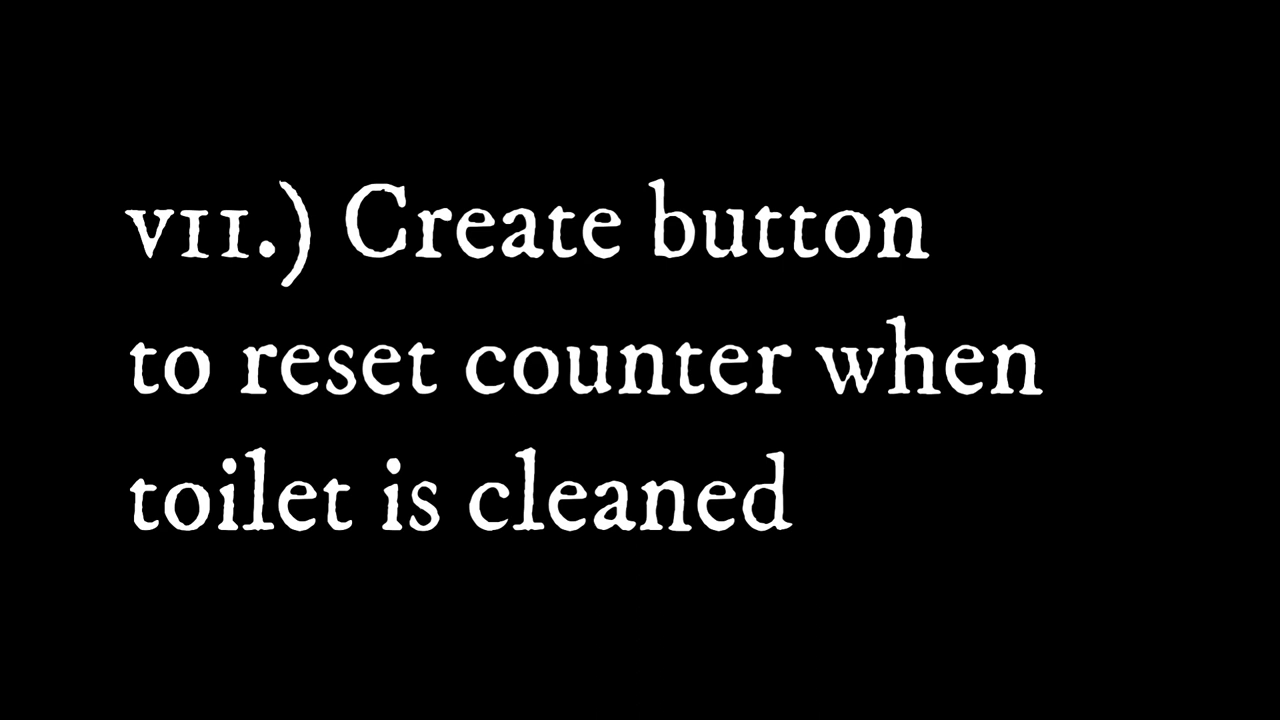 vii.) Create button
to reset counter when
toilet is cleaned